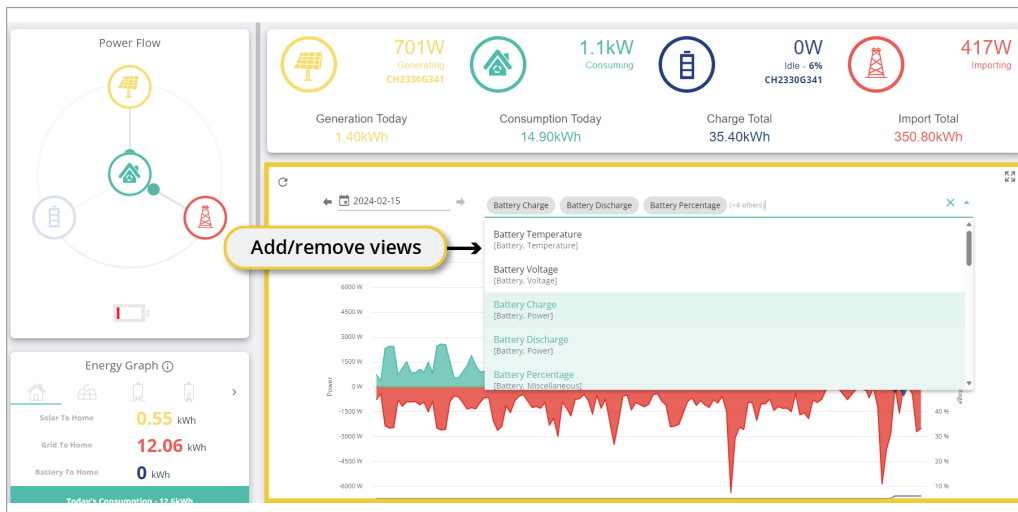 Power Flow
701W
Generating
CH2330G341
Generation Today
1.40kWh
1.1kW
Consuming
Consumption Today
14.90kWh
0W
Idle - 6%
CH2330G341
Charge Total
35.40kWh
417W
Importing
Import Total
350.80kWh
2024-02-15
Battery Charge Battery Discharge Battery Percentage (+4 others)
Add/remove views
Battery Temperature
[Battery, Temperature]
Battery Voltage
[Battery, Voltage]
Battery Charge
[Battery, Power]
Battery Discharge
[Battery, Power]
Battery Percentage
[Battery, Miscellaneous]
6000 W
4500 W
3000 W
1500 W
0 W
-1500 W
-3000 W
-4500 W
-6000 W
Power
40 %
30 %
20 %
10 %
Energy Graph
Solar To Home 0.55 kWh
Grid To Home 12.06 kWh
Battery To Home 0 kWh
Today's Consumption - 12.6kWh